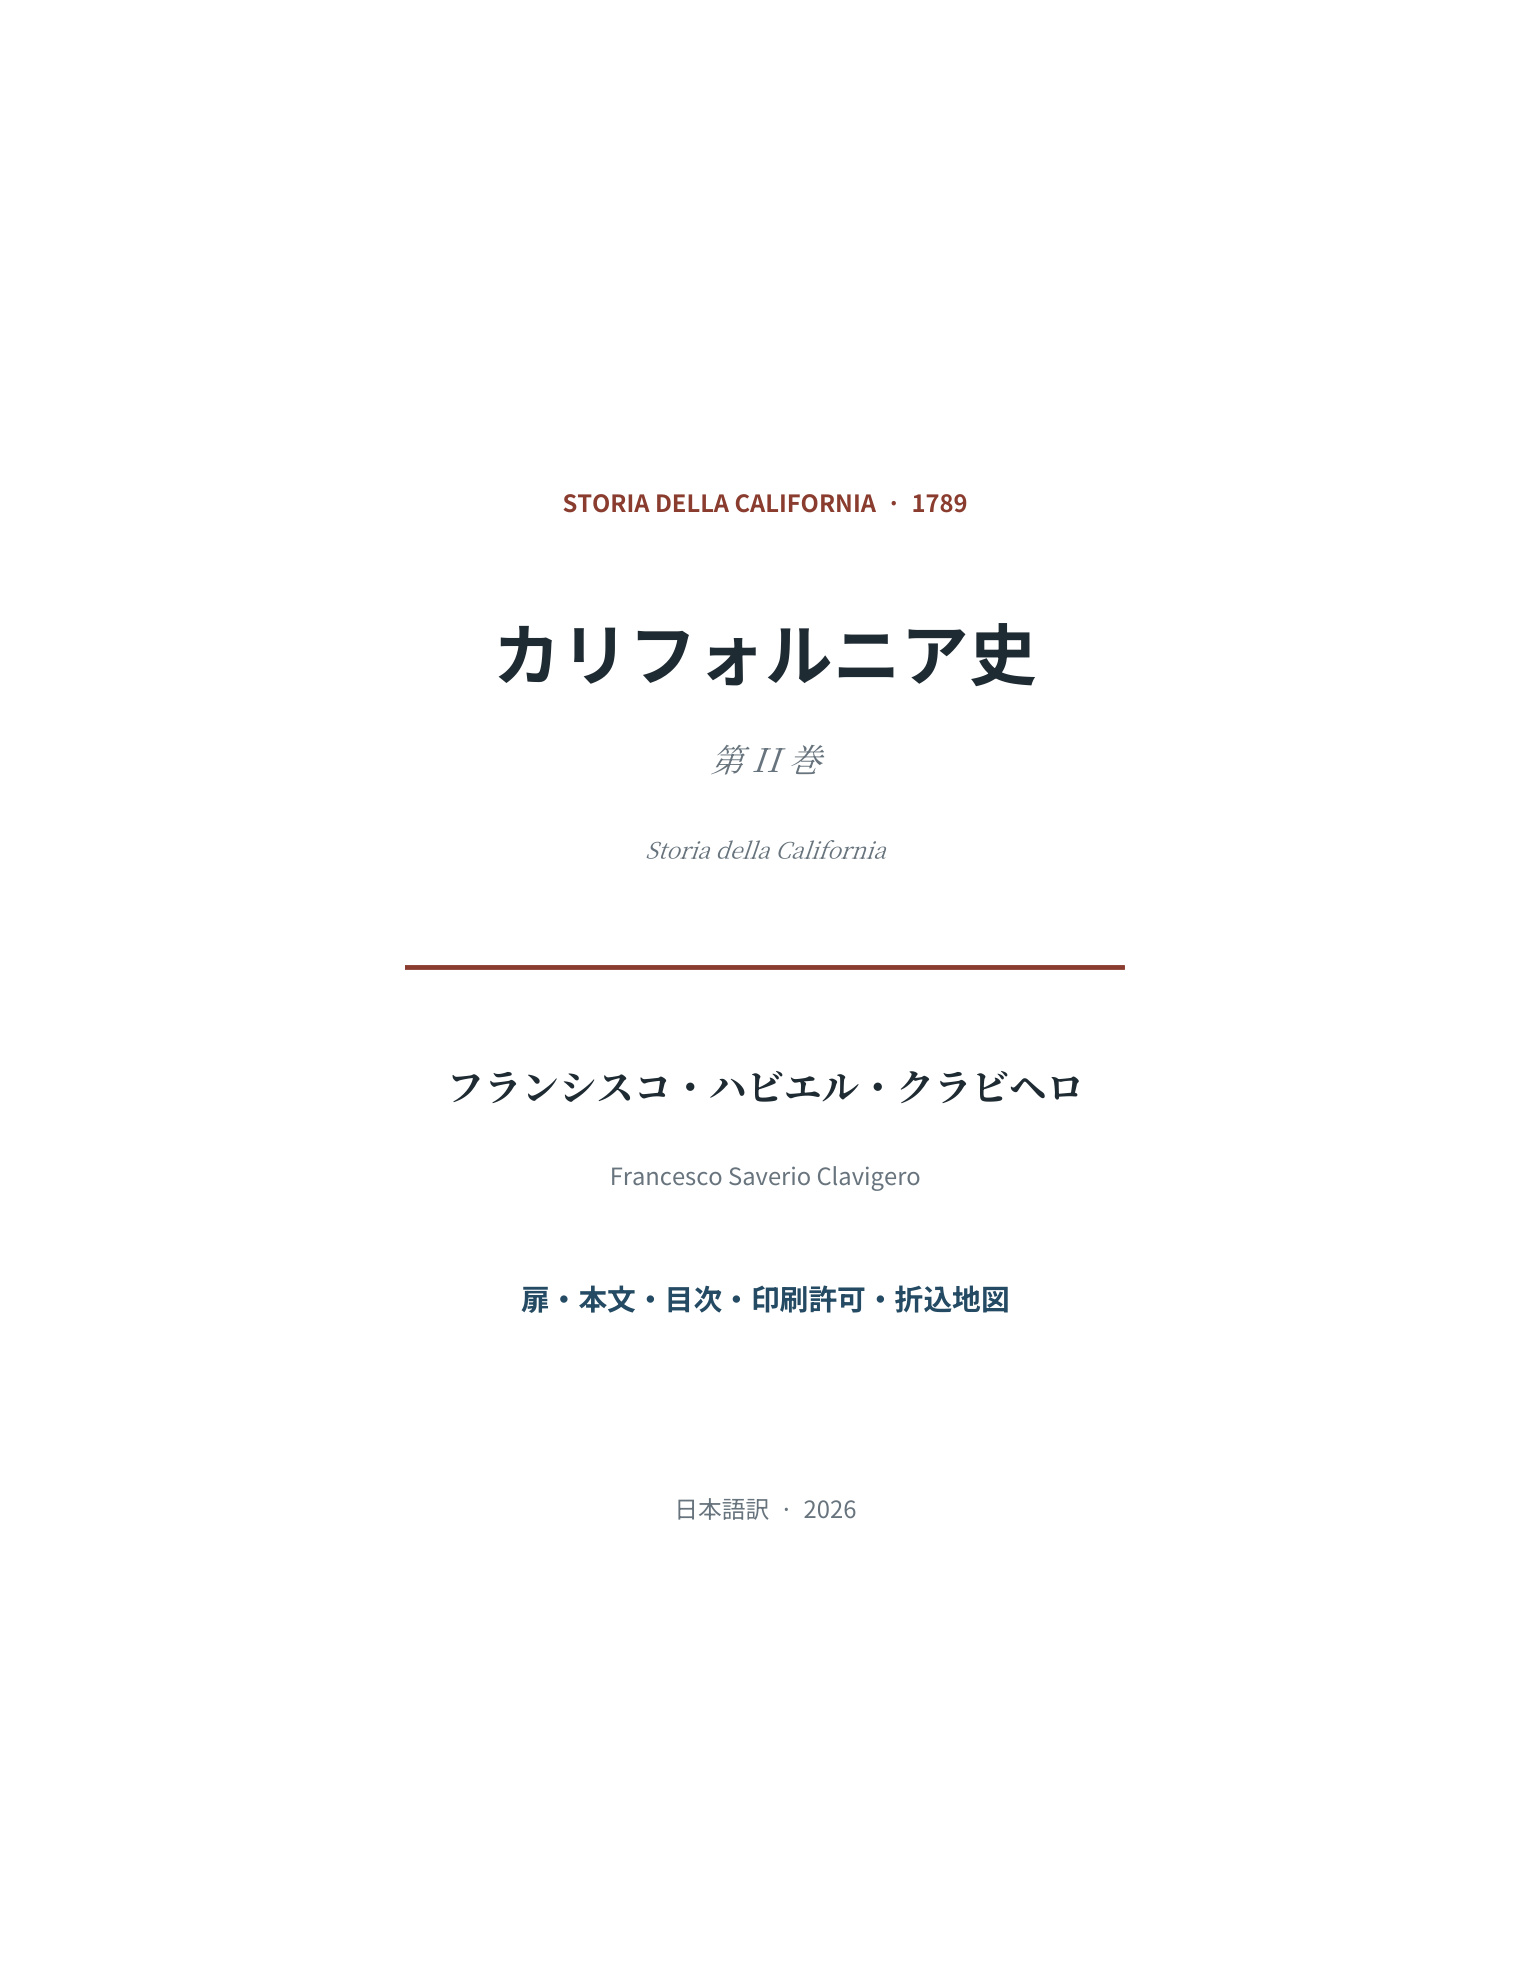 STORIA DELLA CALIFORNIA · 1789
カリフォルニア史
第 II 巻
Storia della California
フランシスコ・ハビエル・クラビヘロ
Francesco Saverio Clavigero
扉・本文・目次・印刷許可・折込地図
日本語訳 · 2026